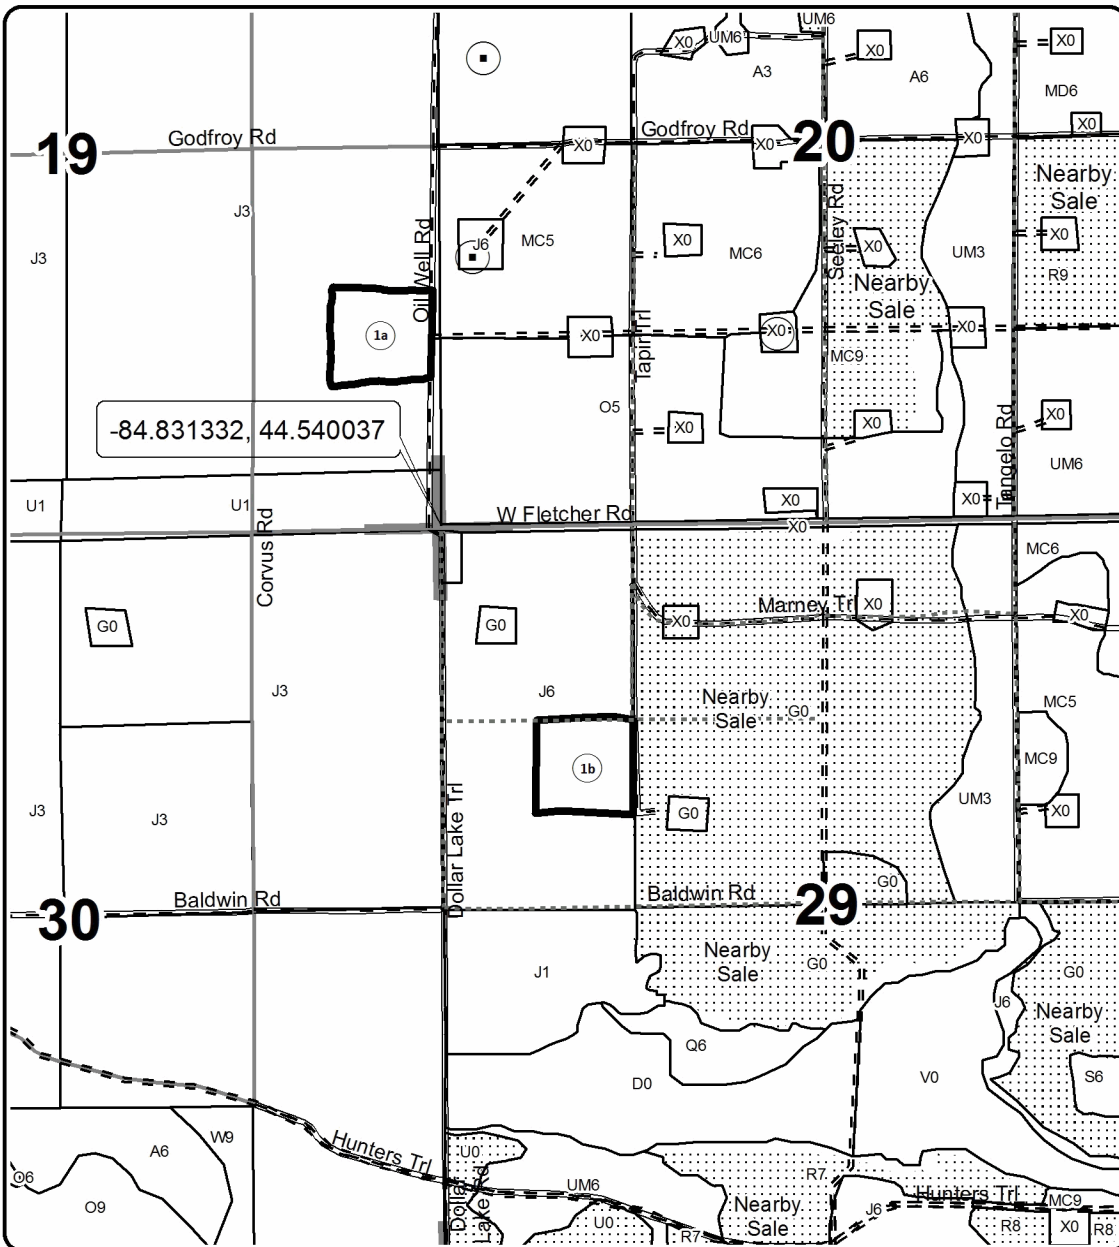 UM6
X0
UM6
X0
X0
A3
A6
MD6
X0
19
Godfroy Rd
X0
Godfroy Rd
X0
20
X0
Nearby
Sale
J3
J3
Oil Well Rd
J6
MC5
X0
MC6
Seeley Rd
X0
Nearby
Sale
UM3
X0
R9
1a
X0
Tapir Trl
X0
MC9
X0
O5
X0
X0
Tangelo Rd
X0
UM6
-84.831332, 44.540037
U1
U1
Corvus Rd
W Fletcher Rd
X0
X0
X0
MC6
G0
G0
Marney Trl
X0
X0
X0
J3
J6
Nearby
Sale
G0
MC5
MC9
1b
J3
J3
Dollar Lake Trl
G0
UM3
X0
30
Baldwin Rd
Baldwin Rd
29
G0
J1
Nearby
Sale
G0
J6
G0
Nearby
Sale
Q6
D0
V0
S6
A6
W9
Hunters Trl
U0
Dollar
Lake Rd
O6
O9
UM6
U0
R7
Nearby
Sale
R7
J6
Hunters Trl
MC9
R8
X0
R8